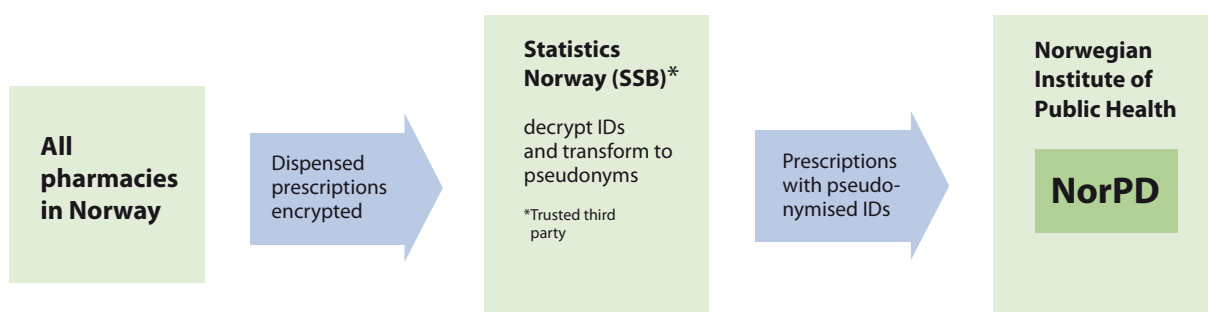 All
pharmacies
in Norway
Dispensed
prescriptions
encrypted
Statistics
Norway (SSB)*
decrypt IDs
and transform to
pseudonyms
*Trusted third
party
Prescriptions
with pseudo-
nymised IDs
Norwegian
Institute of
Public Health
NorPD